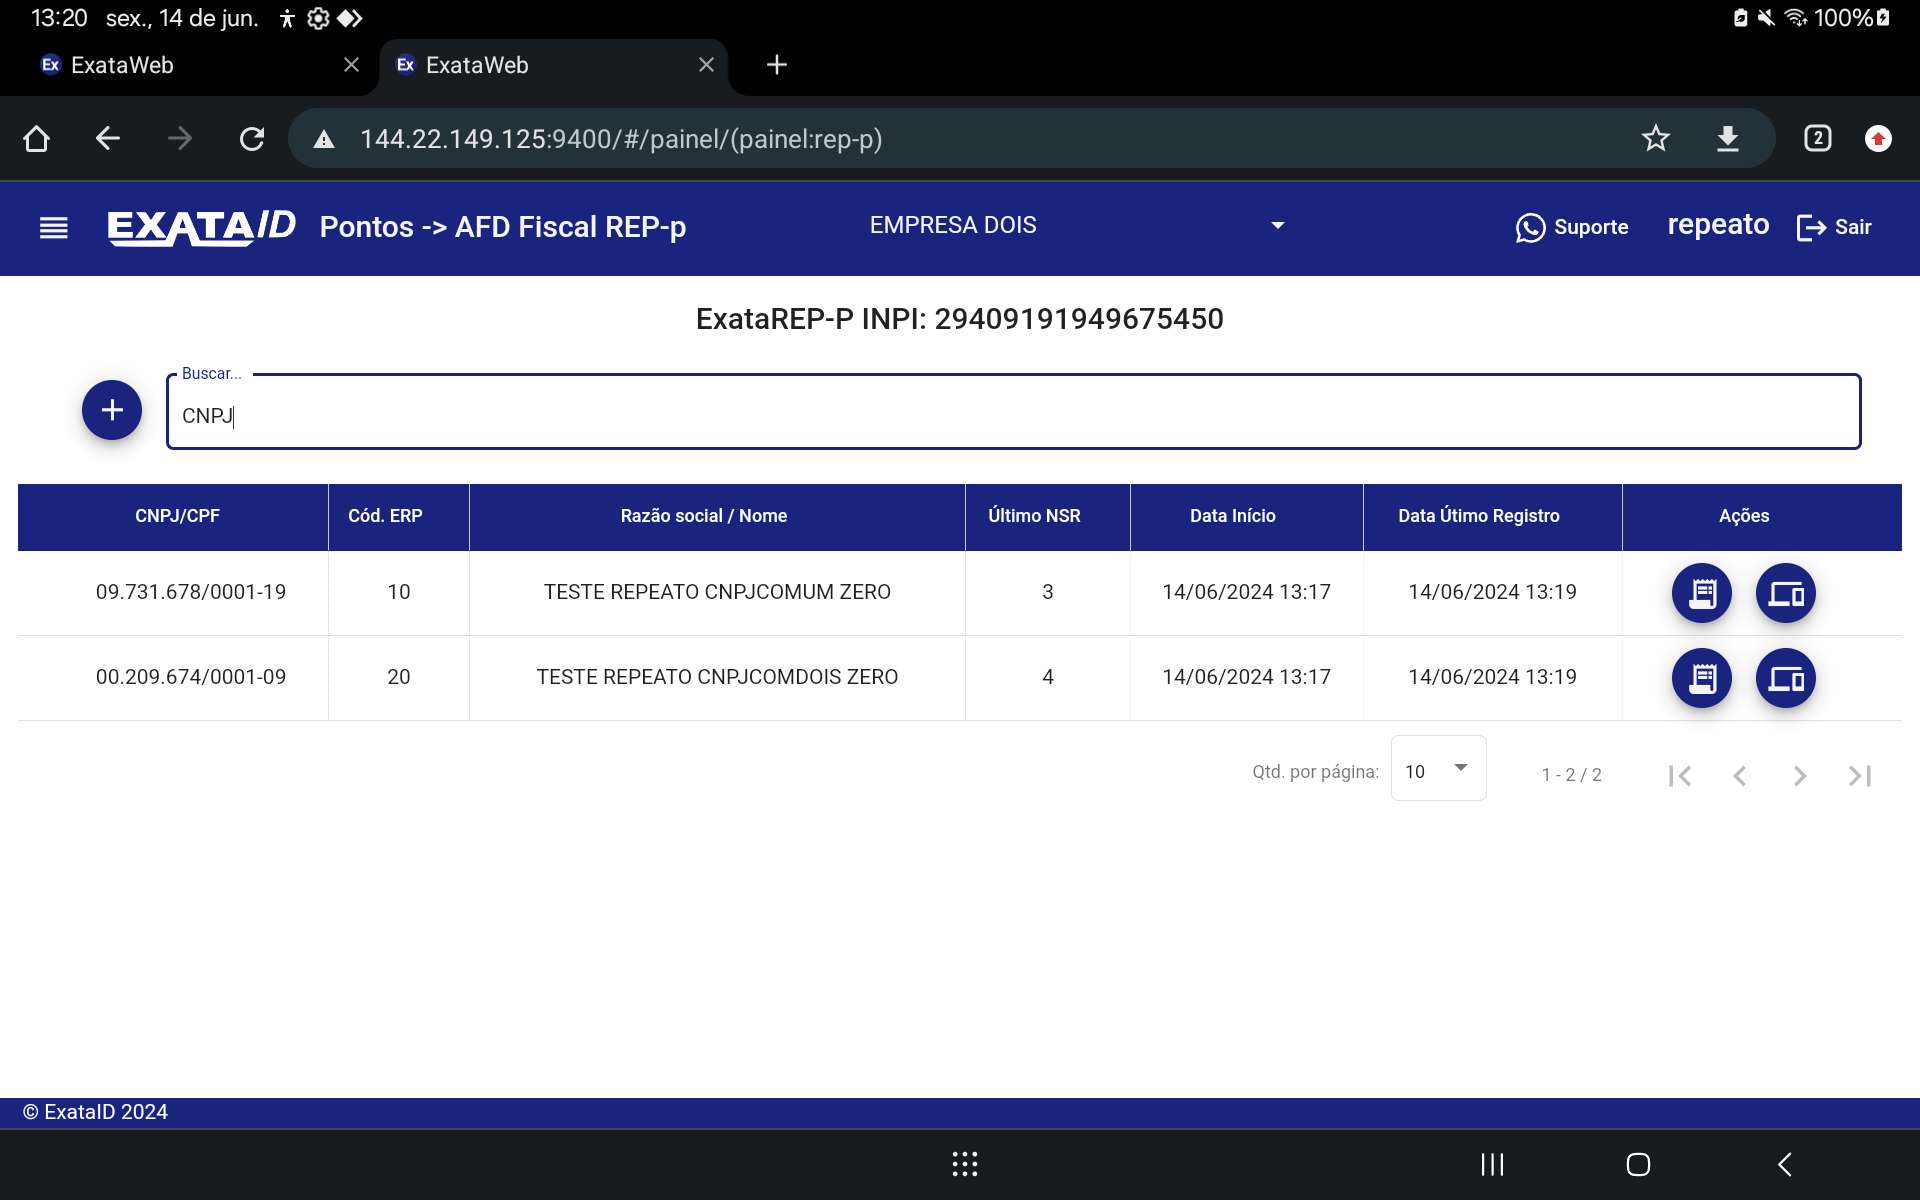 13:20 sex., 14 de jun. 100%
Ex ExataWeb Ex ExataWeb
144.22.149.125:9400/#/painel/(painel:rep-p) 2
EXATAID Pontos -> AFD Fiscal REP-p EMPRESA DOIS Suporte repeato Sair
ExataREP-P INPI: 29409191949675450
Buscar...
CNPJ
CNPJ/CPF Cód. ERP Razão social / Nome Último NSR Data Início Data Útimo Registro Ações
09.731.678/0001-19 10 TESTE REPEATO CNPJCOMUM ZERO 3 14/06/2024 13:17 14/06/2024 13:19
00.209.674/0001-09 20 TESTE REPEATO CNPJCOMDOIS ZERO 4 14/06/2024 13:17 14/06/2024 13:19
Qtd. por página: 10 1 - 2 / 2
© ExataID 2024